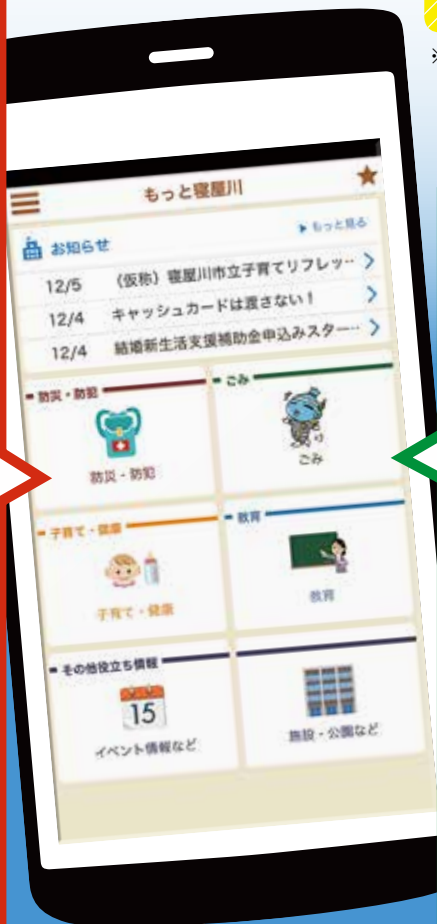 ※
もっと寝屋川
お知らせ
もっと見る
12/5 (仮称) 寝屋川市立子育てリフレッ…
12/4 キャッシュカードは渡さない!
12/4 結婚新生活支援補助金申込みスター…
防災・防犯
ごみ
防災・防犯
ごみ
子育て・健康
教育
子育て・健康
教育
その他役立ち情報
15
イベント情報など
施設・公園など